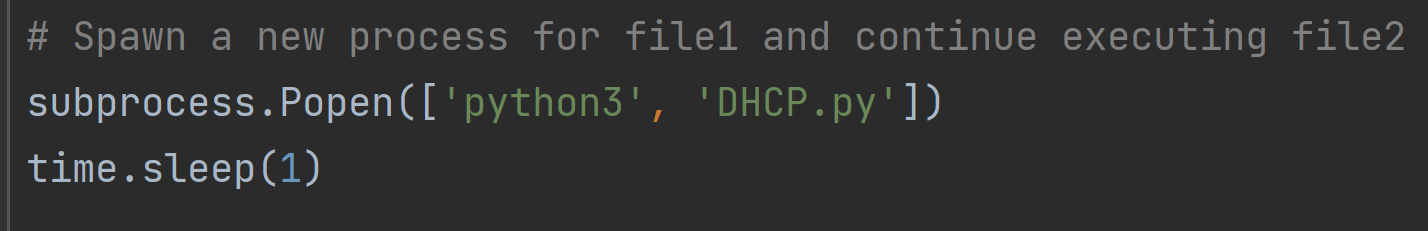 # Spawn a new process for file1 and continue executing file2
subprocess.Popen(['python3', 'DHCP.py'])
time.sleep(1)